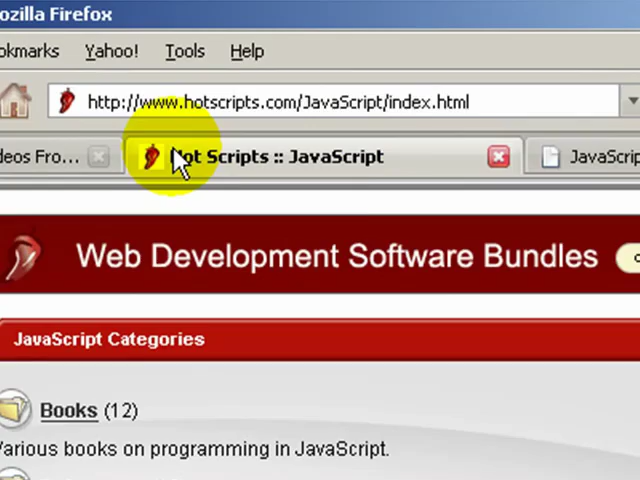 ozilla Firefox
okmarks Yahoo! Tools Help
http://www.hotscripts.com/JavaScript/index.html
deos Fro... Hot Scripts :: JavaScript JavaScrip
Web Development Software Bundles
JavaScript Categories
Books (12)
Various books on programming in JavaScript.